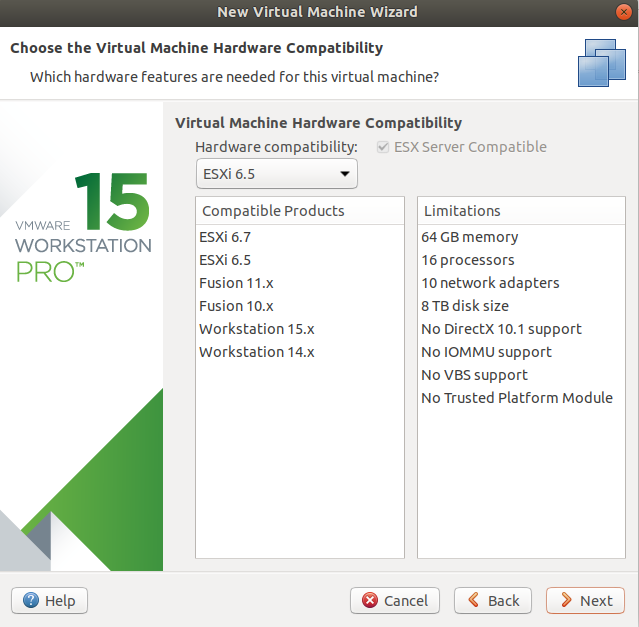 New Virtual Machine Wizard
Choose the Virtual Machine Hardware Compatibility
Which hardware features are needed for this virtual machine?
15
VMWARE
WORKSTATION
PRO™
Virtual Machine Hardware Compatibility
Hardware compatibility:
ESX Server Compatible
ESXi 6.5
Compatible Products
ESXi 6.7
ESXi 6.5
Fusion 11.x
Fusion 10.x
Workstation 15.x
Workstation 14.x
Limitations
64 GB memory
16 processors
10 network adapters
8 TB disk size
No DirectX 10.1 support
No IOMMU support
No VBS support
No Trusted Platform Module
Help
Cancel
Back
Next